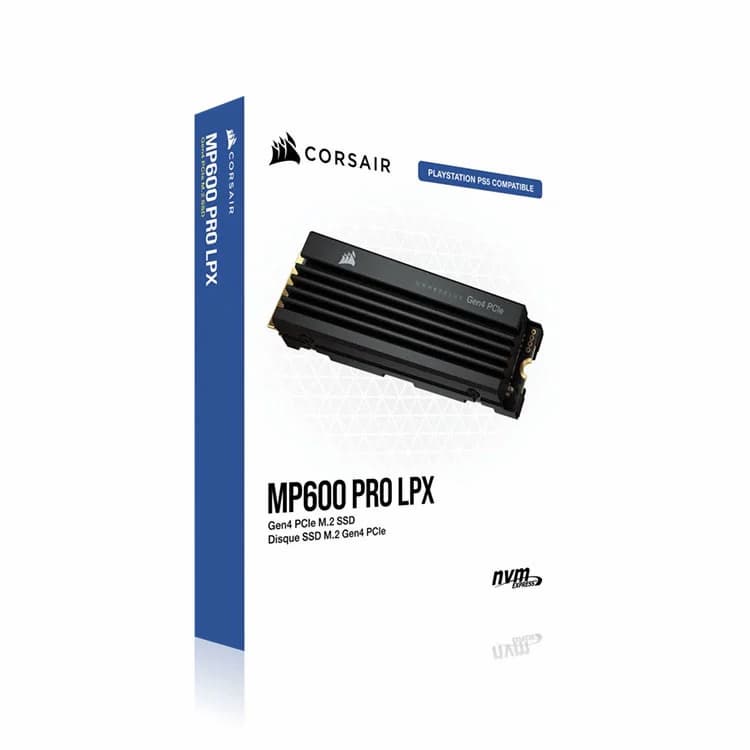 CORSAIR
MP600 PRO LPX
Gen4 PCIe M.2 SSD
CORSAIR
PLAYSTATION PS5 COMPATIBLE
Gen4 PCIe
MP600 PRO LPX
Gen4 PCIe M.2 SSD
Disque SSD M.2 Gen4 PCIe
nvm
EXPRESS